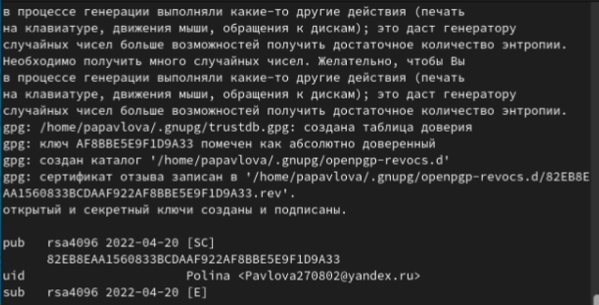 в процессе генерации выполняли какие-то другие действия (печать
на клавиатуре, движения мыши, обращения к дискам); это даст генератору
случайных чисел больше возможностей получить достаточное количество энтропии.
Необходимо получить много случайных чисел. Желательно, чтобы Вы
в процессе генерации выполняли какие-то другие действия (печать
на клавиатуре, движения мыши, обращения к дискам); это даст генератору
случайных чисел больше возможностей получить достаточное количество энтропии.
gpg: /home/papavlova/.gnupg/trustdb.gpg: создана таблица доверия
gpg: ключ AF8BBE5E9F1D9A33 помечен как абсолютно доверенный
gpg: создан каталог '/home/papavlova/.gnupg/openpgp-revocs.d'
gpg: сертификат отзыва записан в '/home/papavlova/.gnupg/openpgp-revocs.d/82EB8E
AA1560833BCDAAF922AF8BBE5E9F1D9A33.rev'.
открытый и секретный ключи созданы и подписаны.
pub rsa4096 2022-04-20 [SC]
82EB8EAA1560833BCDAAF922AF8BBE5E9F1D9A33
uid Polina <Pavlova270802@yandex.ru>
sub rsa4096 2022-04-20 [E]